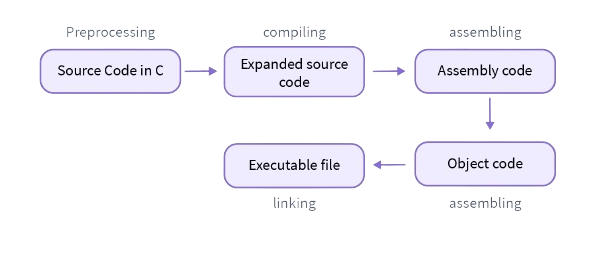 Preprocessing
compiling
assembling
Source Code in C
Expanded source
code
Assembly code
Executable file
Object code
linking
assembling